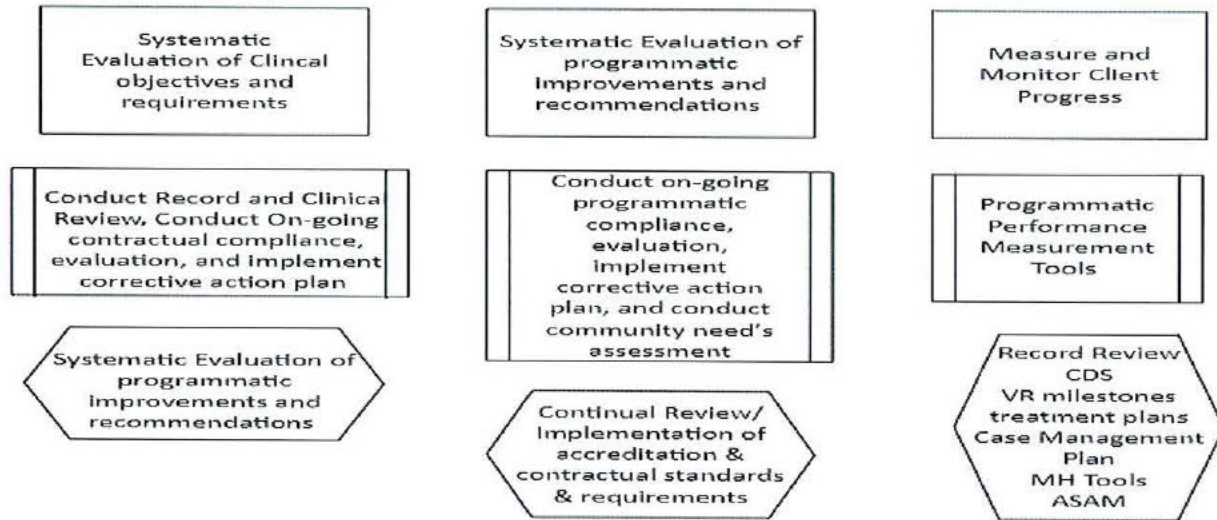 Systematic
Evaluation of Clincal
objectives and
requirements
Systematic Evaluation of
programmatic
improvements and
recommendations
Measure and
Monitor Client
Progress
Conduct Record and Clinical
Review, Conduct On-going
contractual compliance,
evaluation, and implement
corrective action plan
Conduct on-going
programmatic
compliance,
evaluation,
implement
corrective action
plan, and conduct
community need's
assessment
Programmatic
Performance
Measurement
Tools
Systematic Evaluation of
programmatic
improvements and
recommendations
Continual Review/
Implementation of
accreditation &
contractual standards
& requirements
Record Review
CDS
VR milestones
treatment plans
Case Management
Plan
MH Tools
ASAM